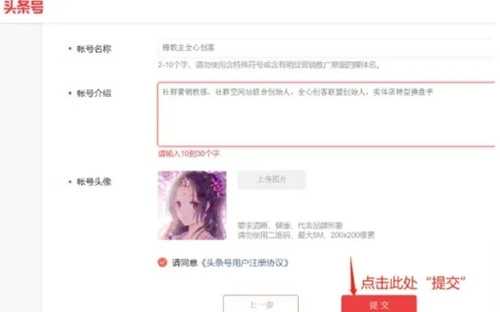 头条号
帐号名称
2-10个字，请勿使用含特殊符号或含有明显营销推广意图的媒体名。
帐号介绍
社群营销教练、社群空间站联合创始人，全心创客联盟创始人，实体店转型操盘手
请输入10到30个字
帐号头像
上传图片
要求清晰、健康、代表品牌形象
请勿使用二维码，最大5M，200x200像素
请同意《头条号用户注册协议》
点击此处“提交”
上一步
提交